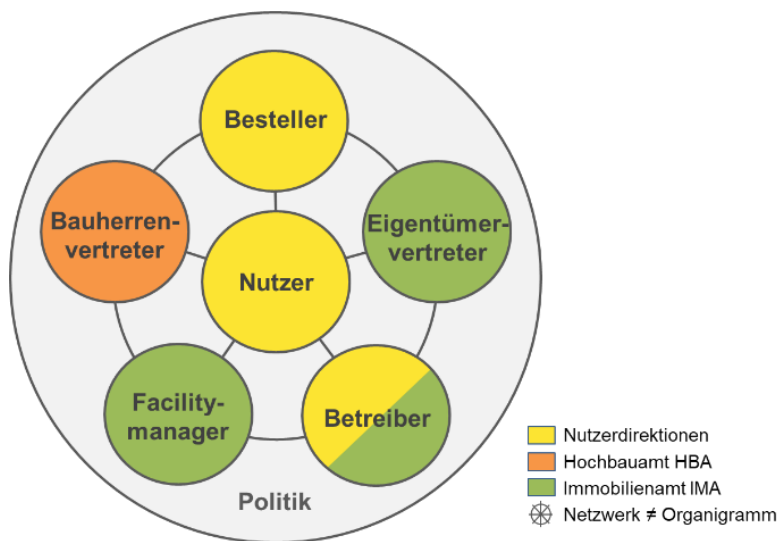 Besteller
Bauherren-
vertreter
Eigentümer-
vertreter
Nutzer
Facility-
manager
Betreiber
Politik
Nutzerdirektionen
Hochbauamt HBA
Immobilienamt IMA
Netzwerk ≠ Organigramm